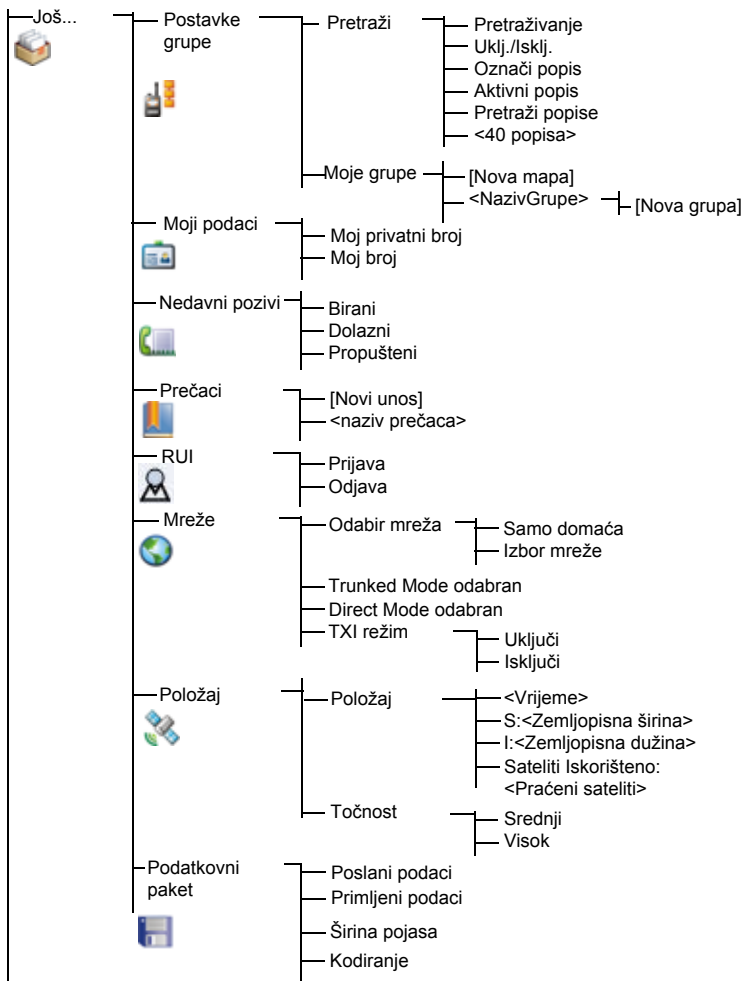 Još...
Postavke
grupe
Pretraži
Pretraživanje
Uklj./Isklj.
Označi popis
Aktivni popis
Pretraži popise
<40 popisa>
Moje grupe
[Nova mapa]
<NazivGrupe>
[Nova grupa]
Moji podaci
Moj privatni broj
Moj broj
Nedavni pozivi
Birani
Dolazni
Propušteni
Prečaci
[Novi unos]
<naziv prečaca>
RUI
Prijava
Odjava
Mreže
Odabir mreža
Samo domaća
Izbor mreže
Trunked Mode odabran
Direct Mode odabran
TXI režim
Uključi
Isključi
Položaj
Položaj
<Vrijeme>
S:<Zemljopisna širina>
I:<Zemljopisna dužina>
Sateliti Iskorišteno:
<Praćeni sateliti>
Točnost
Srednji
Visok
Podatkovni
paket
Poslani podaci
Primljeni podaci
Širina pojasa
Kodiranje